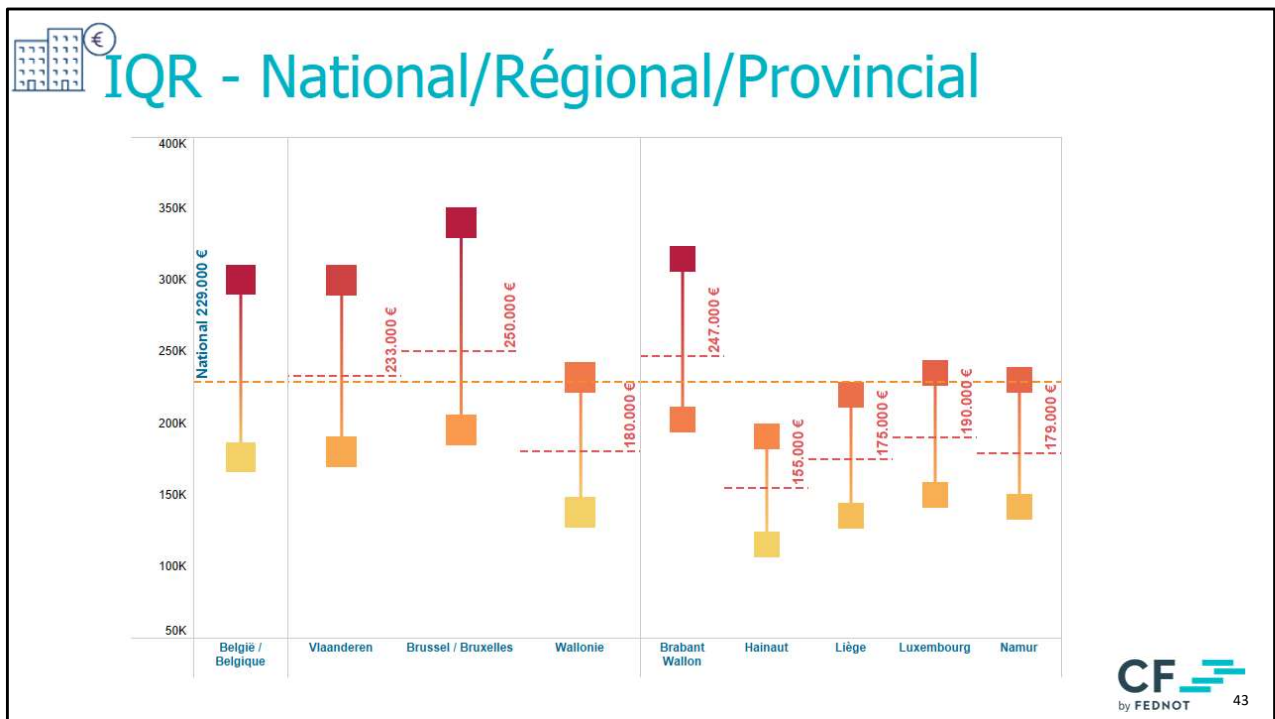 €
IQR - National/Régional/Provincial
400K
350K
300K
250K
200K
150K
100K
50K
National 229.000 €
233.000 €
250.000 €
180.000 €
247.000 €
155.000 €
175.000 €
190.000 €
179.000 €
België /
Belgique
Vlaanderen
Brussel / Bruxelles
Wallonie
Brabant
Wallon
Hainaut
Liège
Luxembourg
Namur
CF
by FEDNOT
43